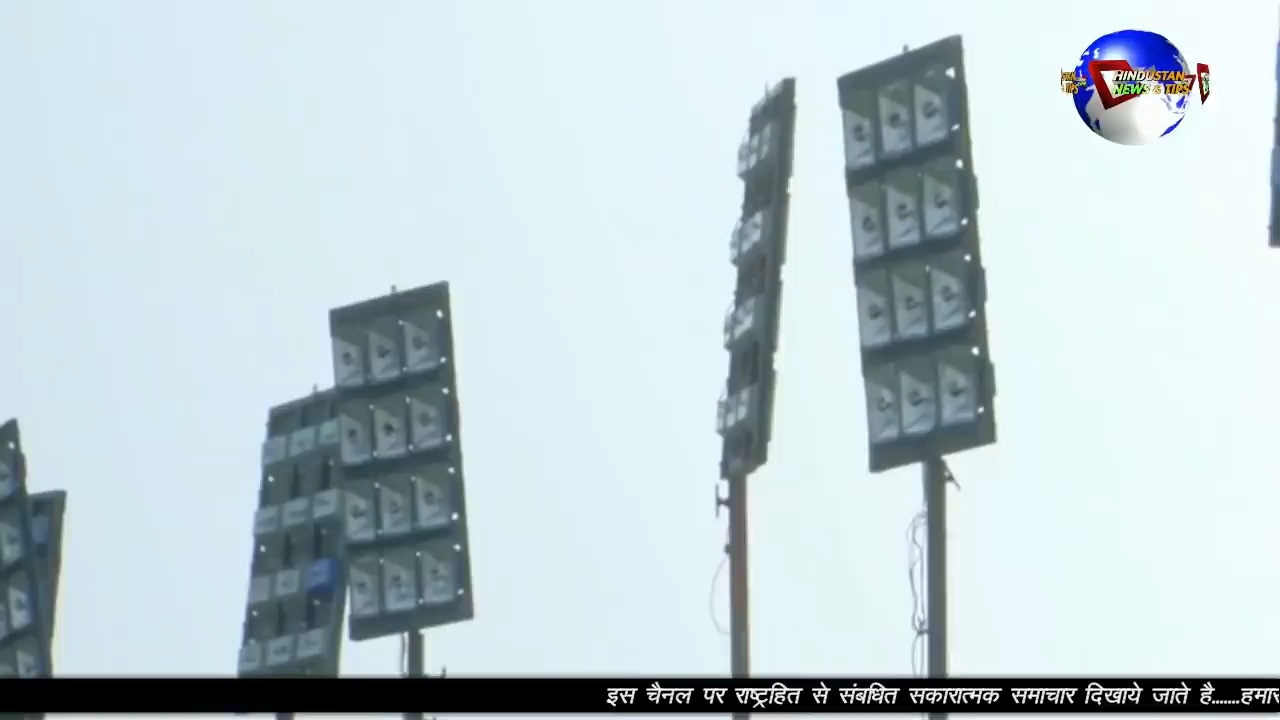 HINDUSTAN
NEWS & TIPS
इस चैनल पर राष्ट्रहित से संबधित सकारात्मक समाचार दिखाये जाते है.......हमार